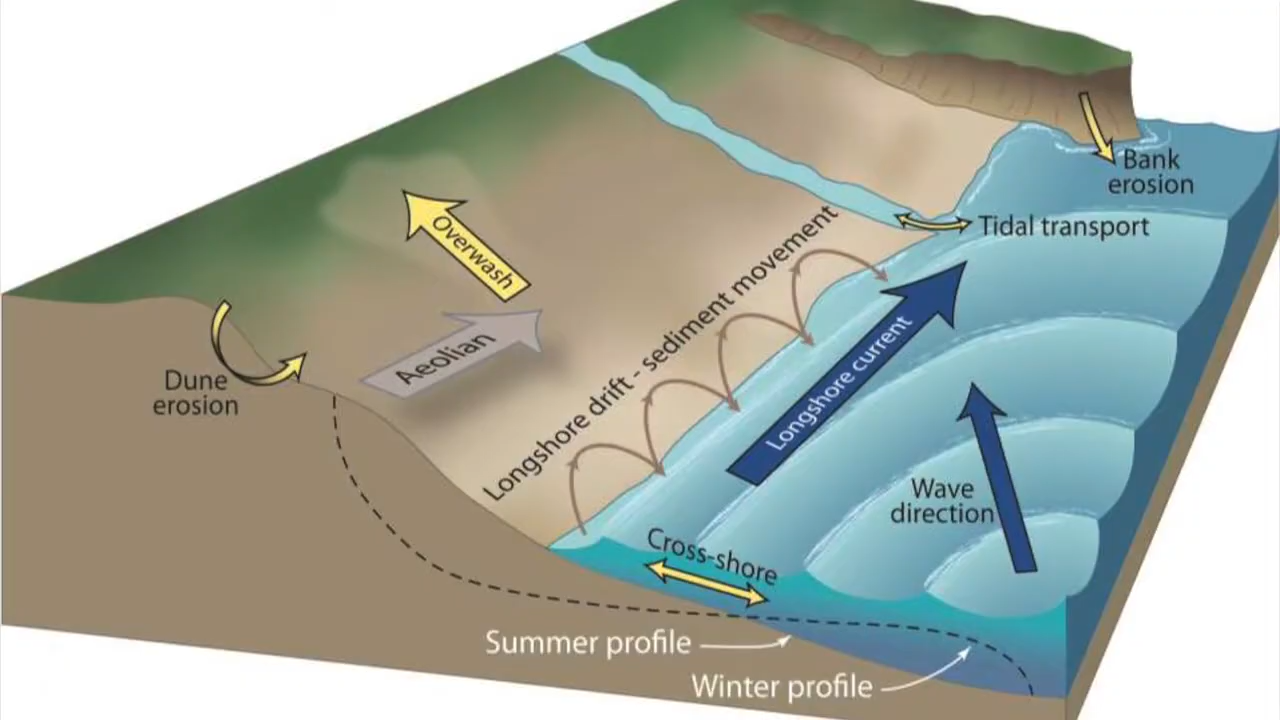 Bank
erosion
Tidal transport
Overwash
Aeolian
Dune
erosion
Longshore drift - sediment movement
Longshore current
Wave
direction
Cross-shore
Summer profile
Winter profile